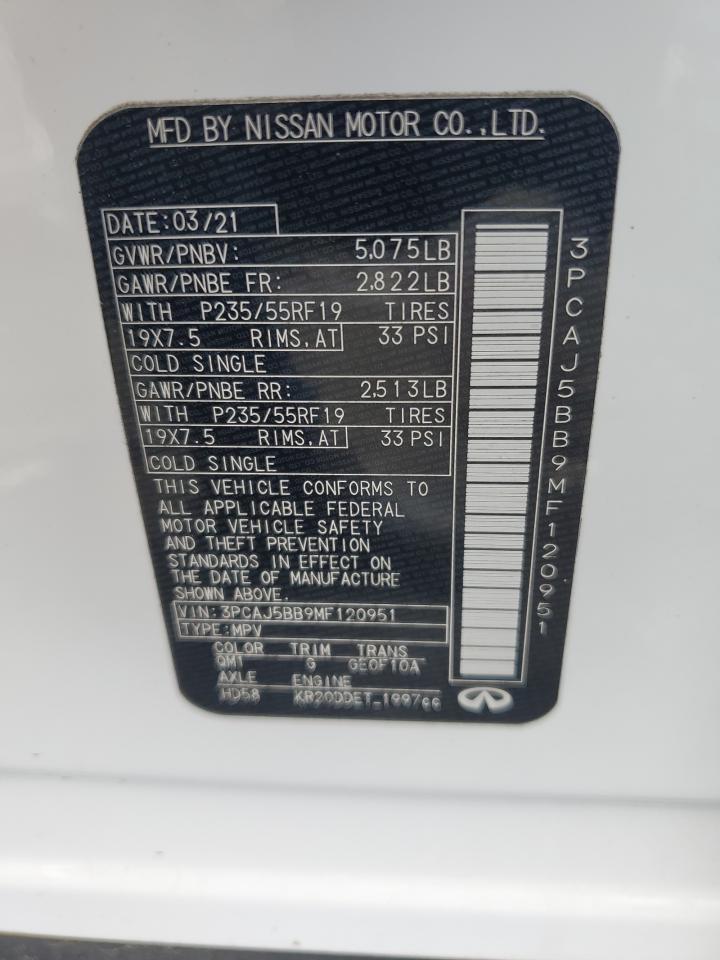 MFD BY NISSAN MOTOR CO.,LTD.
DATE:03/21
GVWR/PNBV: 5,075LB
GAWR/PNBE FR: 2,822LB
WITH P235/55RF19 TIRES
19X7.5 RIMS,AT 33 PSI
COLD SINGLE
GAWR/PNBE RR: 2,513LB
WITH P235/55RF19 TIRES
19X7.5 RIMS,AT 33 PSI
COLD SINGLE
THIS VEHICLE CONFORMS TO
ALL APPLICABLE FEDERAL
MOTOR VEHICLE SAFETY
AND THEFT PREVENTION
STANDARDS IN EFFECT ON
THE DATE OF MANUFACTURE
SHOWN ABOVE.
VIN:3PCAJ5BB9MF120951
TYPE:MPV
COLOR TRIM TRANS
QM1 G GE0F10A
AXLE ENGINE
HD58 KR20DDET 1997cc
3PCAJ5BB9MF120951